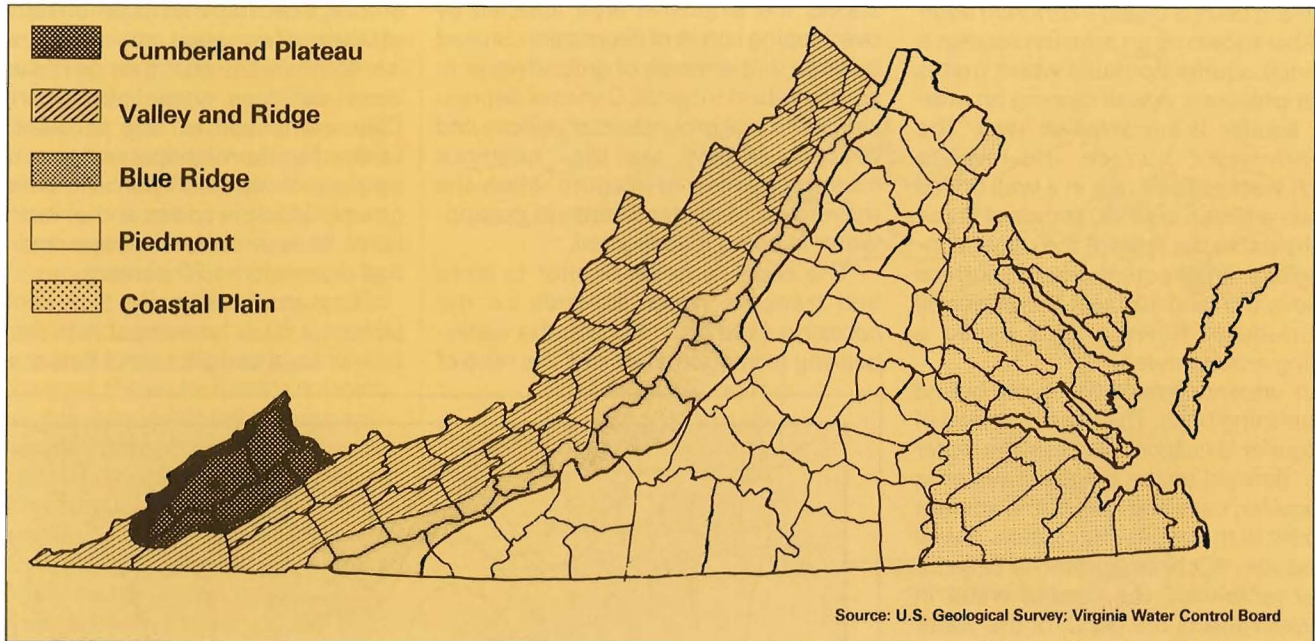 Cumberland Plateau
Valley and Ridge
Blue Ridge
Piedmont
Coastal Plain
Source: U.S. Geological Survey; Virginia Water Control Board